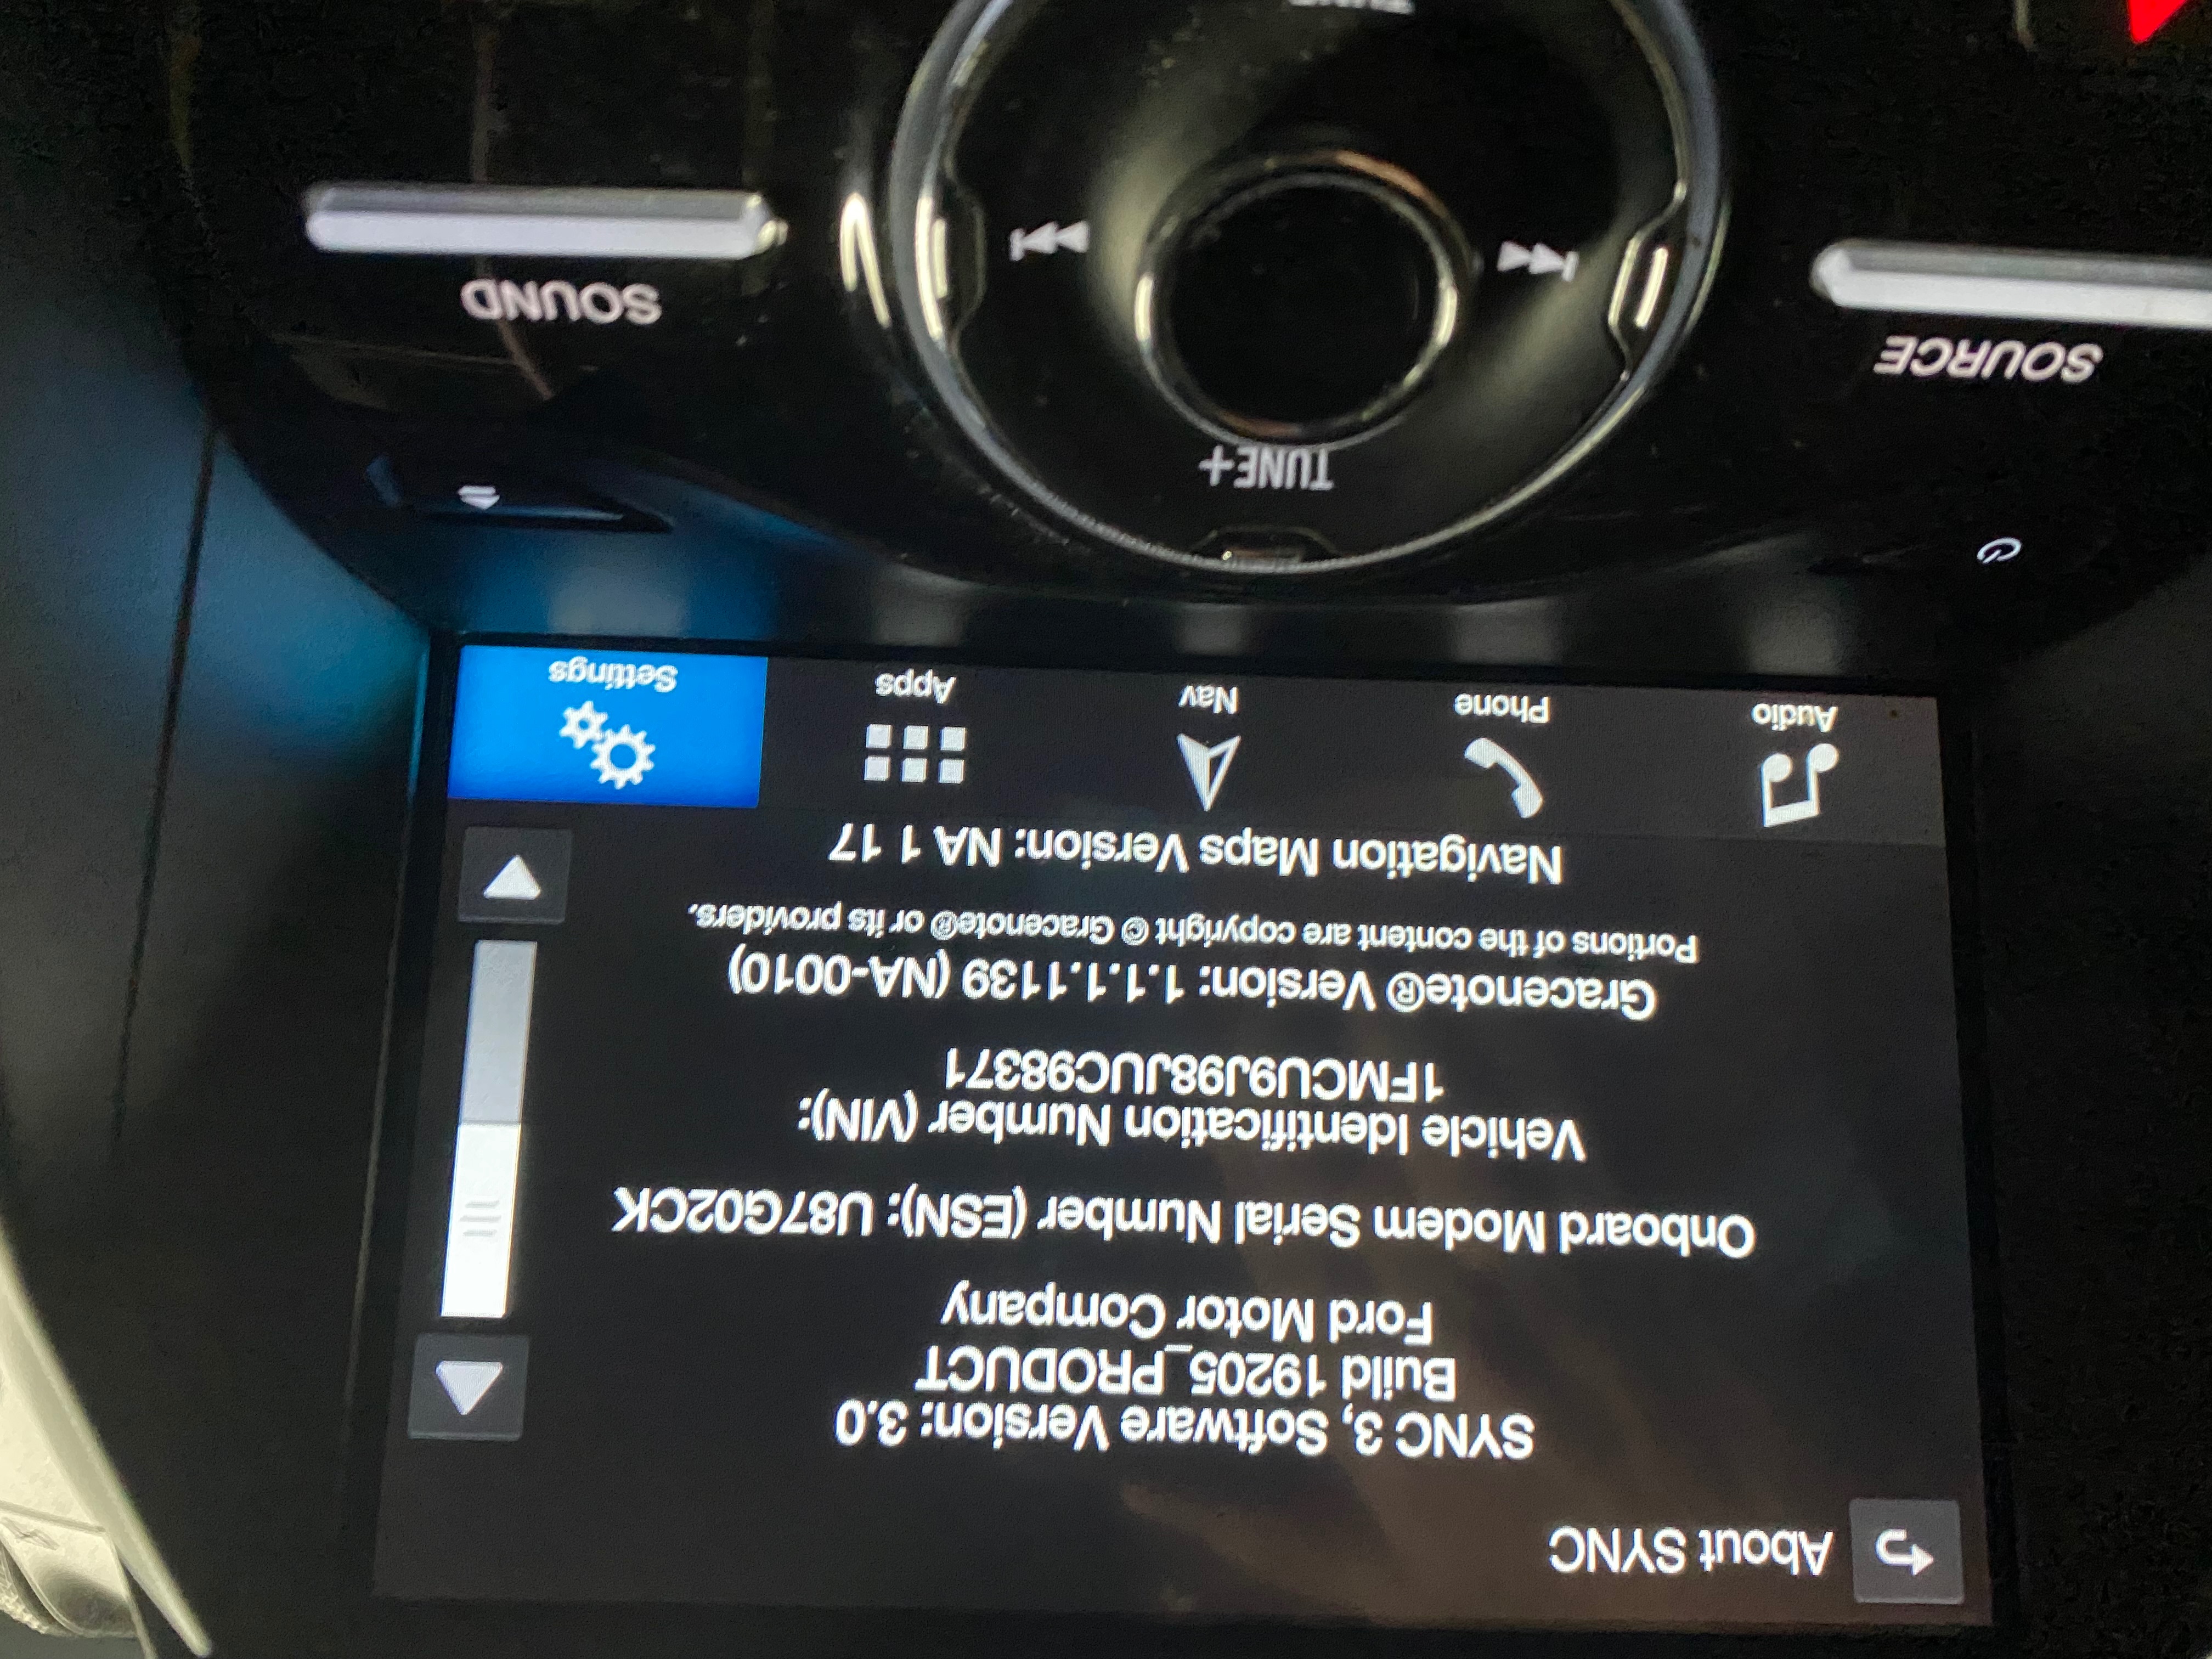 About SYNC
SYNC 3, Software Version: 3.0
Build 19205_PRODUCT
Ford Motor Company
Onboard Modem Serial Number (ESN): U87G02CK
Vehicle Identification Number (VIN):
1FMCU9J98JUC98371
Gracenote® Version: 1.1.1.1139 (NA-0010)
Portions of the content are copyright © Gracenote® or its providers.
Navigation Maps Version: NA 1 17
Audio
Phone
Nav
Apps
Settings
TUNE+
SOURCE
SOUND